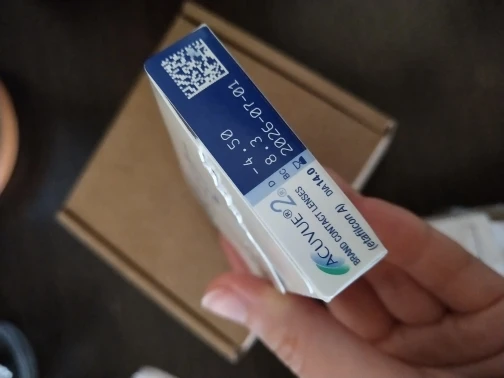 ACUVUE® 2®
BRAND CONTACT LENSES
(etafilcon A) DIA 14.0
D -4.50
BC 8.3
2026-07-01